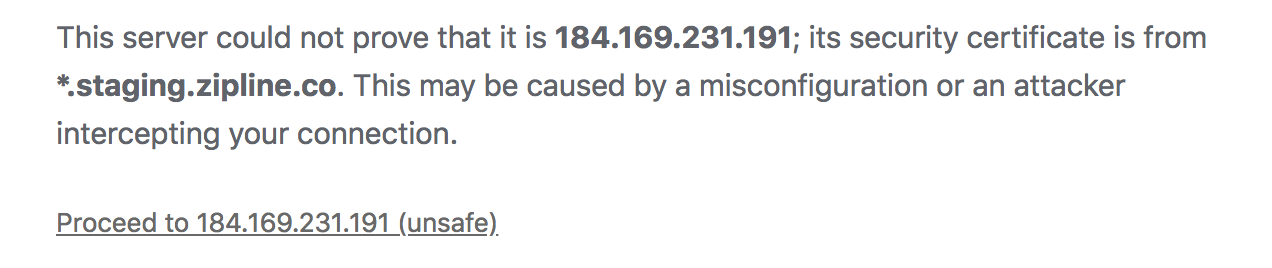 This server could not prove that it is 184.169.231.191; its security certificate is from
*.staging.zipline.co. This may be caused by a misconfiguration or an attacker
intercepting your connection.
Proceed to 184.169.231.191 (unsafe)